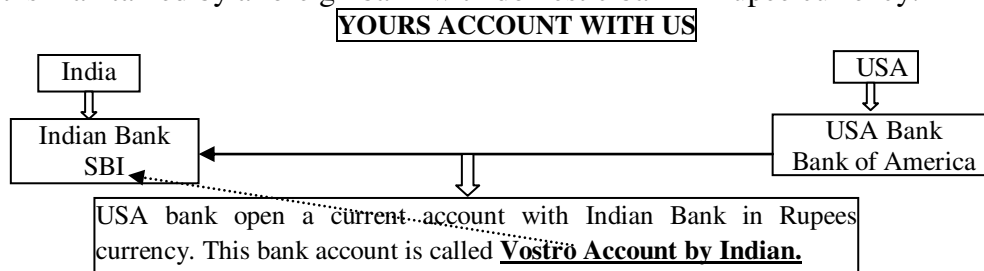 YOURS ACCOUNT WITH US
India
USA
Indian Bank
SBI
USA Bank
Bank of America
USA bank open a current account with Indian Bank in Rupees
currency. This bank account is called Vostro Account by Indian.